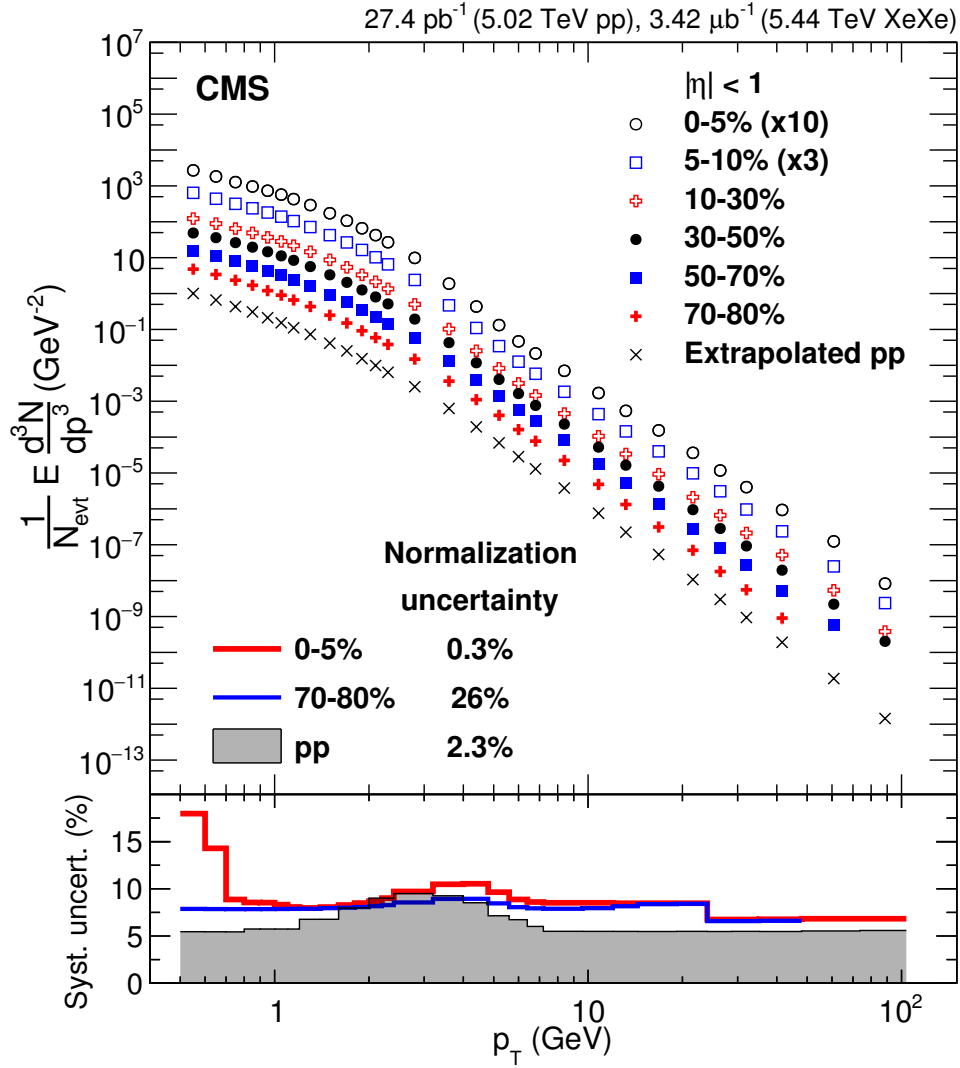 27.4 pb⁻¹ (5.02 TeV pp), 3.42 μb⁻¹ (5.44 TeV XeXe)
CMS
|η| < 1
0-5% (x10)
5-10% (x3)
10-30%
30-50%
50-70%
70-80%
Extrapolated pp
10⁷
10⁵
10³
10
10⁻¹
10⁻³
10⁻⁵
10⁻⁷
10⁻⁹
10⁻¹¹
10⁻¹³
1/N_evt E d³N/dp³ (GeV⁻²)
Normalization
uncertainty
0-5% 0.3%
70-80% 26%
pp 2.3%
Syst. uncert. (%)
15
10
5
0
1 10 10²
p_T (GeV)